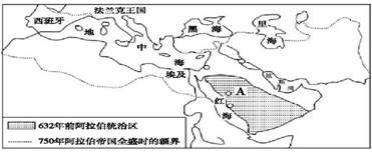 法兰克王国
西班牙
黑海
里海
地中海
埃及
A
红海
632年前阿拉伯统治区
750年阿拉伯帝国全盛时的疆界